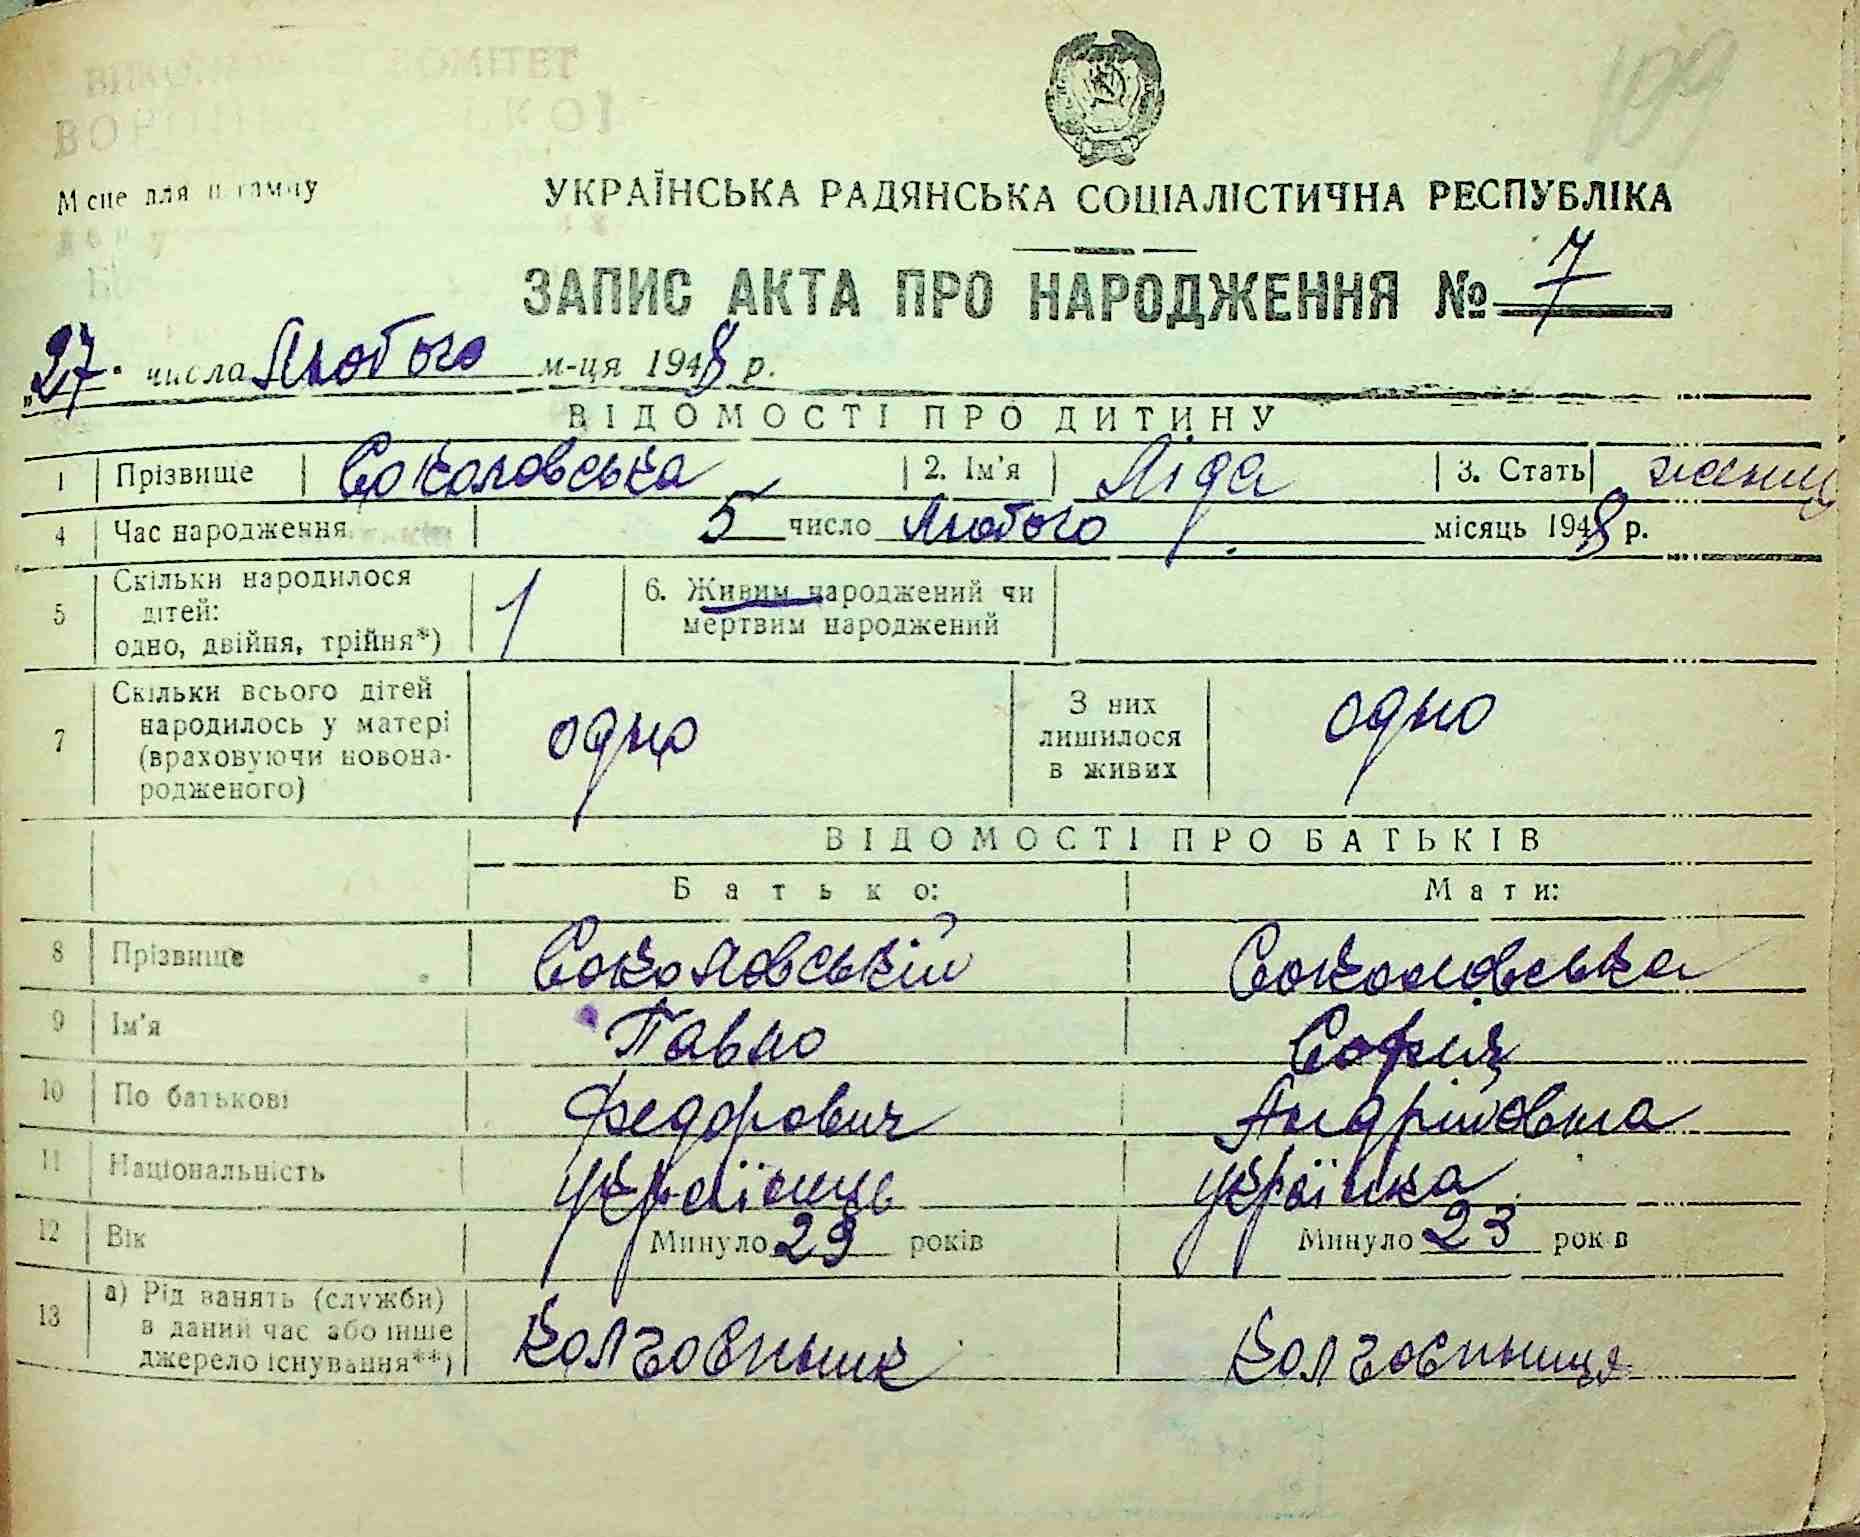 199
КОМІТЕТ
Місце для штампу
УКРАЇНСЬКА РАДЯНСЬКА СОЦІАЛІСТИЧНА РЕСПУБЛІКА
ЗАПИС АКТА ПРО НАРОДЖЕННЯ № 7
„27" числа Лютого м-ця 1948 р.
ВІДОМОСТІ ПРО ДИТИНУ
1 Прізвище Соколовська 2. Ім'я Ліда 3. Стать жіноч
4 Час народження 5 число Лютого місяць 1948 р.
5 Скільки народилося дітей: одно, двійня, трійня*) 1 6. Живим народжений чи мертвим народжений
7 Скільки всього дітей народилось у матері (враховуючи новона-родженого) одно З них лишилося в живих одно
ВІДОМОСТІ ПРО БАТЬКІВ
Батько: Мати:
8 Прізвище Соколовський Соколовська
9 Ім'я Павло Софія
10 По батькові Федорович Андріївна
11 Національність українець україка
12 Вік Минуло 29 років Минуло 23 років
13 а) Рід занять (служби) в даний час або інше джерело існування**) колгоспник колгоспниця